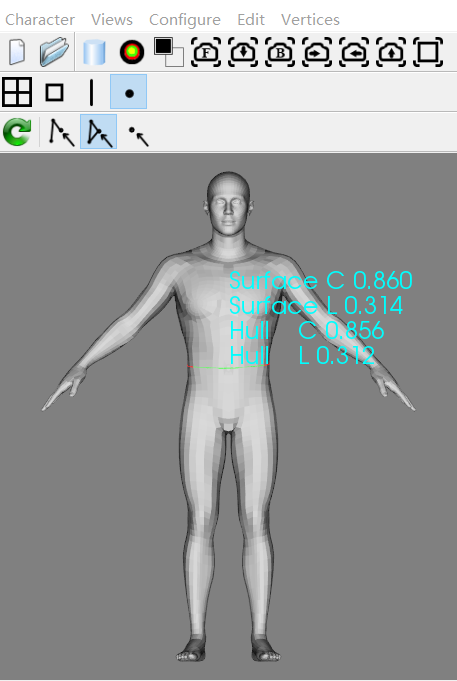 Character Views Configure Edit Vertices
F B
Surface C 0.860
Surface L 0.314
Hull C 0.856
Hull L 0.312